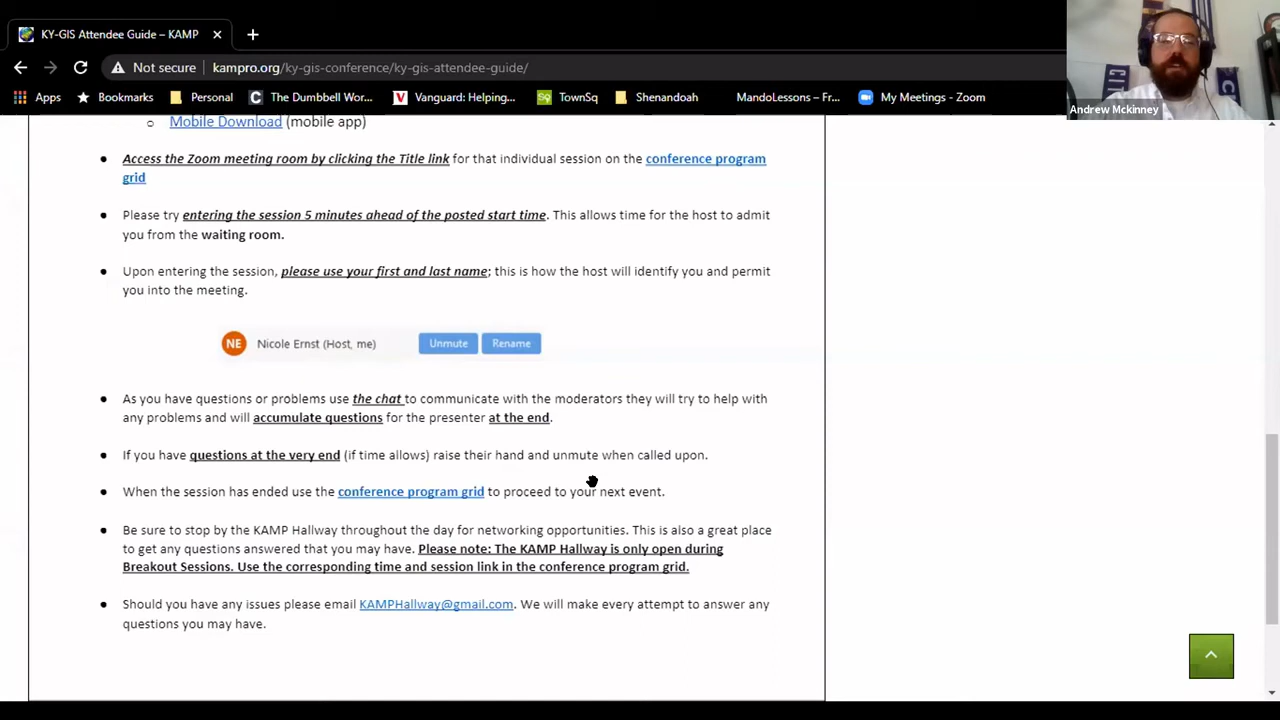 KY-GIS Attendee Guide – KAMP
Not secure kampro.org/ky-gis-conference/ky-gis-attendee-guide/
Apps Bookmarks Personal The Dumbbell Wor... Vanguard: Helping,... TownSq Shenandoah MandoLessons – Fr... My Meetings - Zoom
Andrew Mckinney
Mobile Download (mobile app)
Access the Zoom meeting room by clicking the Title link for that individual session on the conference program
grid
Please try entering the session 5 minutes ahead of the posted start time. This allows time for the host to admit
you from the waiting room.
Upon entering the session, please use your first and last name; this is how the host will identify you and permit
you into the meeting.
NE Nicole Ernst (Host, me) Unmute Rename
As you have questions or problems use the chat to communicate with the moderators they will try to help with
any problems and will accumulate questions for the presenter at the end.
If you have questions at the very end (if time allows) raise their hand and unmute when called upon.
When the session has ended use the conference program grid to proceed to your next event.
Be sure to stop by the KAMP Hallway throughout the day for networking opportunities. This is also a great place
to get any questions answered that you may have. Please note: The KAMP Hallway is only open during
Breakout Sessions. Use the corresponding time and session link in the conference program grid.
Should you have any issues please email KAMPHallway@gmail.com. We will make every attempt to answer any
questions you may have.